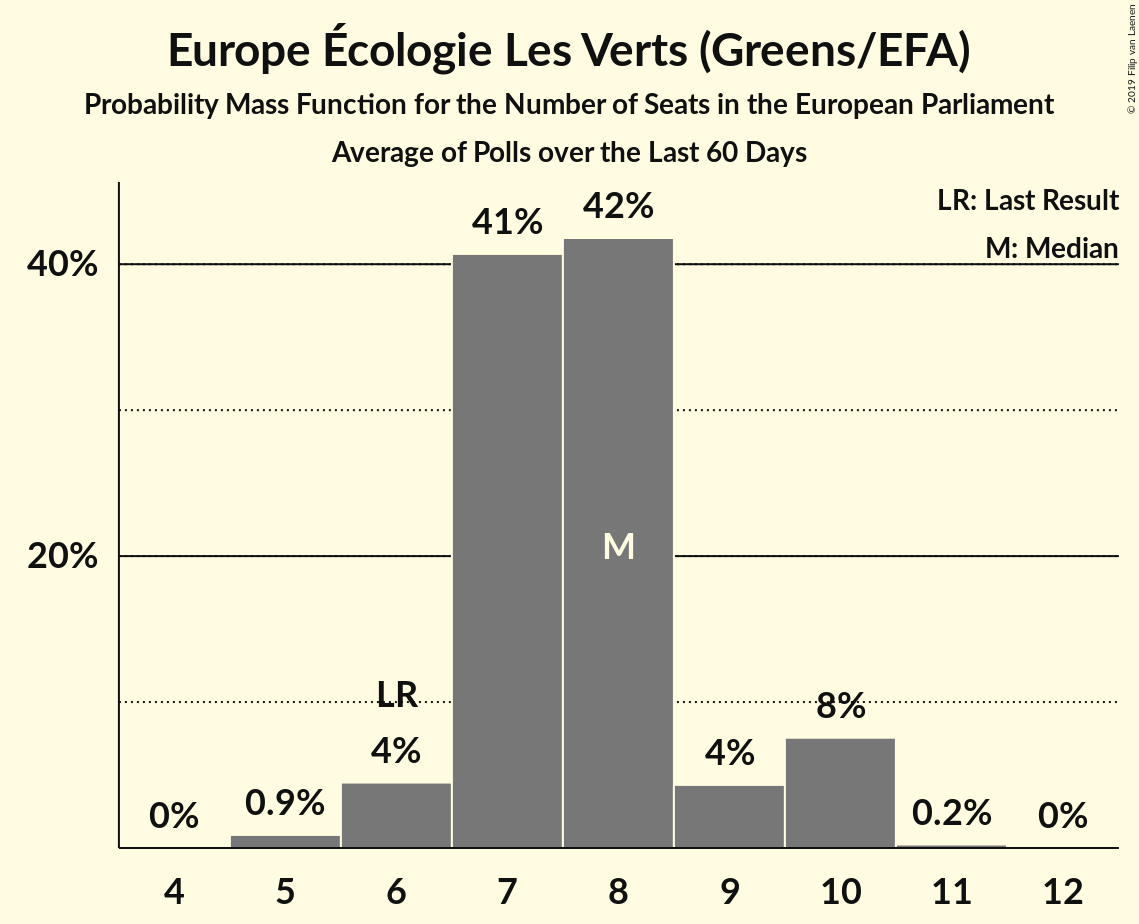 Europe Écologie Les Verts (Greens/EFA)
Probability Mass Function for the Number of Seats in the European Parliament
Average of Polls over the Last 60 Days
© 2019 Filip van Laenen
LR: Last Result
M: Median
40%
20%
0%
0.9%
LR
4%
41%
42%
M
4%
8%
0.2%
0%
4 5 6 7 8 9 10 11 12